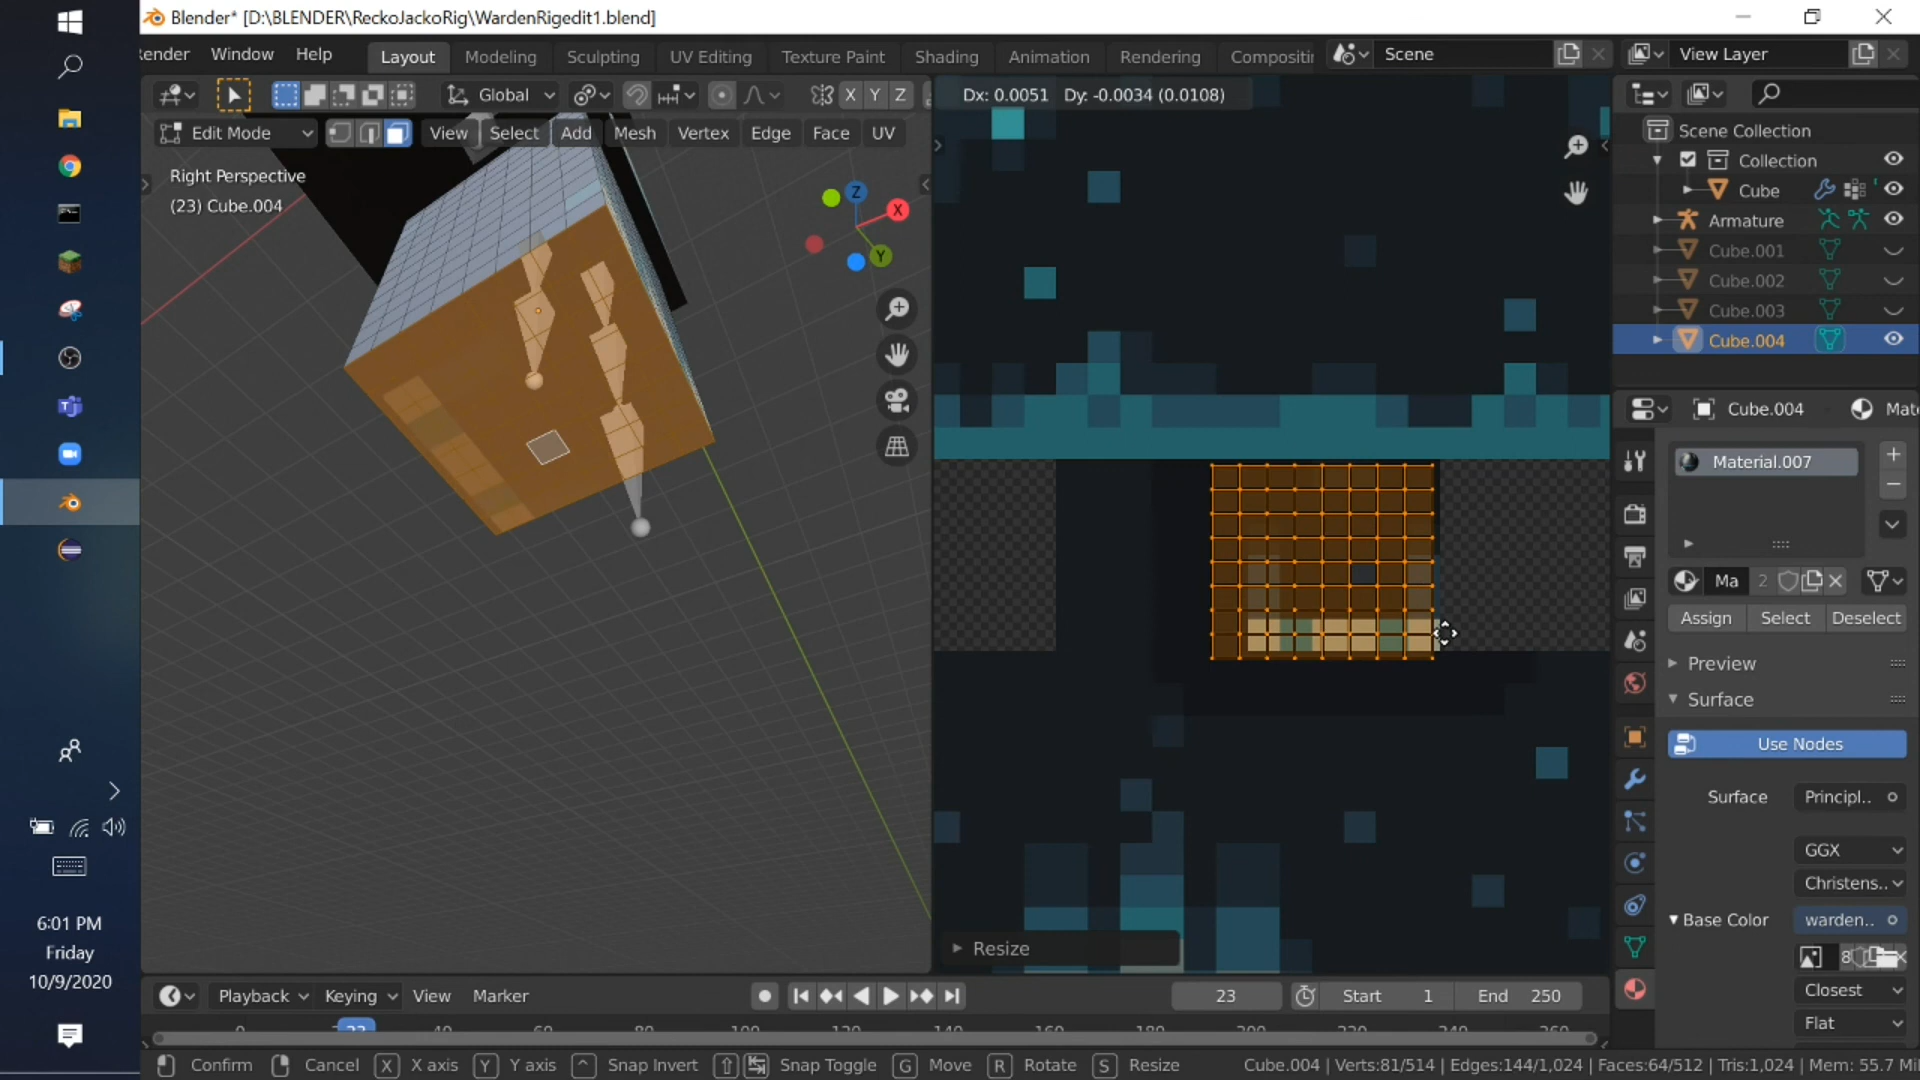 Blender* [D:\BLENDER\ReckoJackoRig\WardenRigedit1.blend]
Render Window Help Layout Modeling Sculpting UV Editing Texture Paint Shading Animation Rendering Scene View Layer
Global X Y Z
Dx: 0.0051 Dy: -0.0034 (0.0108)
Edit Mode View Select Add Mesh Vertex Edge Face UV
Right Perspective
(23) Cube.004
Z
X
Y
Scene Collection
Collection
Cube
Armature
Cube.001
Cube.002
Cube.003
Cube.004
Cube.004
Material.007
Ma 2
Assign Select Deselect
Preview
Surface
Use Nodes
Surface Principl..
GGX
Christens..
Base Color warden..
Closest
Flat
Resize
Playback Keying View Marker 23 Start 1 End 250
Confirm Cancel X X axis Y Y axis ^ Snap Invert Snap Toggle G Move R Rotate S Resize Cube.004 | Verts:81/514 | Edges:144/1,024 | Faces:64/512 | Tris:1,024 | Mem: 55.7 Mi
6:01 PM
Friday
10/9/2020